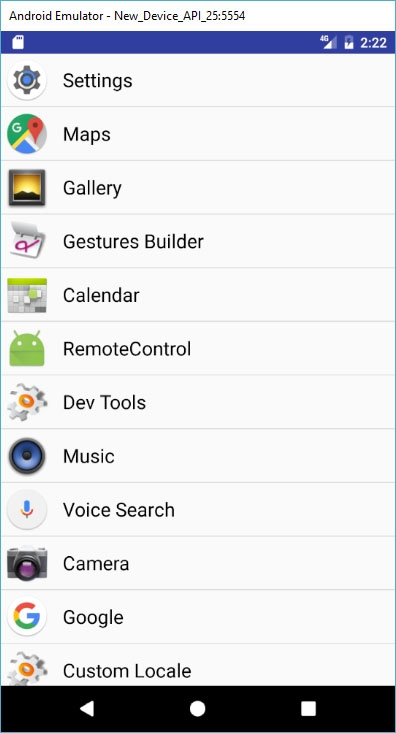 Android Emulator - New_Device_API_25:5554
4G 2:22
Settings
Maps
Gallery
Gestures Builder
Calendar
RemoteControl
Dev Tools
Music
Voice Search
Camera
Google
Custom Locale